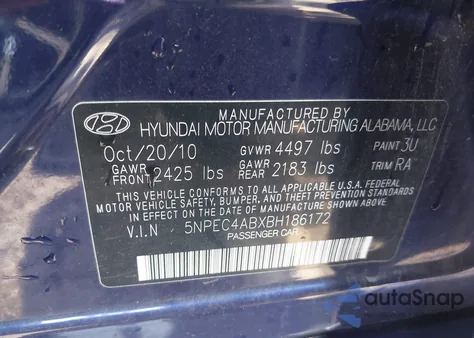 MANUFACTURED BY
HYUNDAI MOTOR MANUFACTURING ALABAMA, LLC
Oct/20/10 GVWR 4497 lbs PAINT 3U
GAWR FRONT 2425 lbs GAWR REAR 2183 lbs TRIM RA
THIS VEHICLE CONFORMS TO ALL APPLICABLE U.S.A. FEDERAL
MOTOR VEHICLE SAFETY, BUMPER, AND THEFT PREVENTION STANDARDS
IN EFFECT ON THE DATE OF MANUFACTURE SHOWN ABOVE.
V.I.N 5NPEC4ABXBH186172
PASSENGER CAR
autoSnap